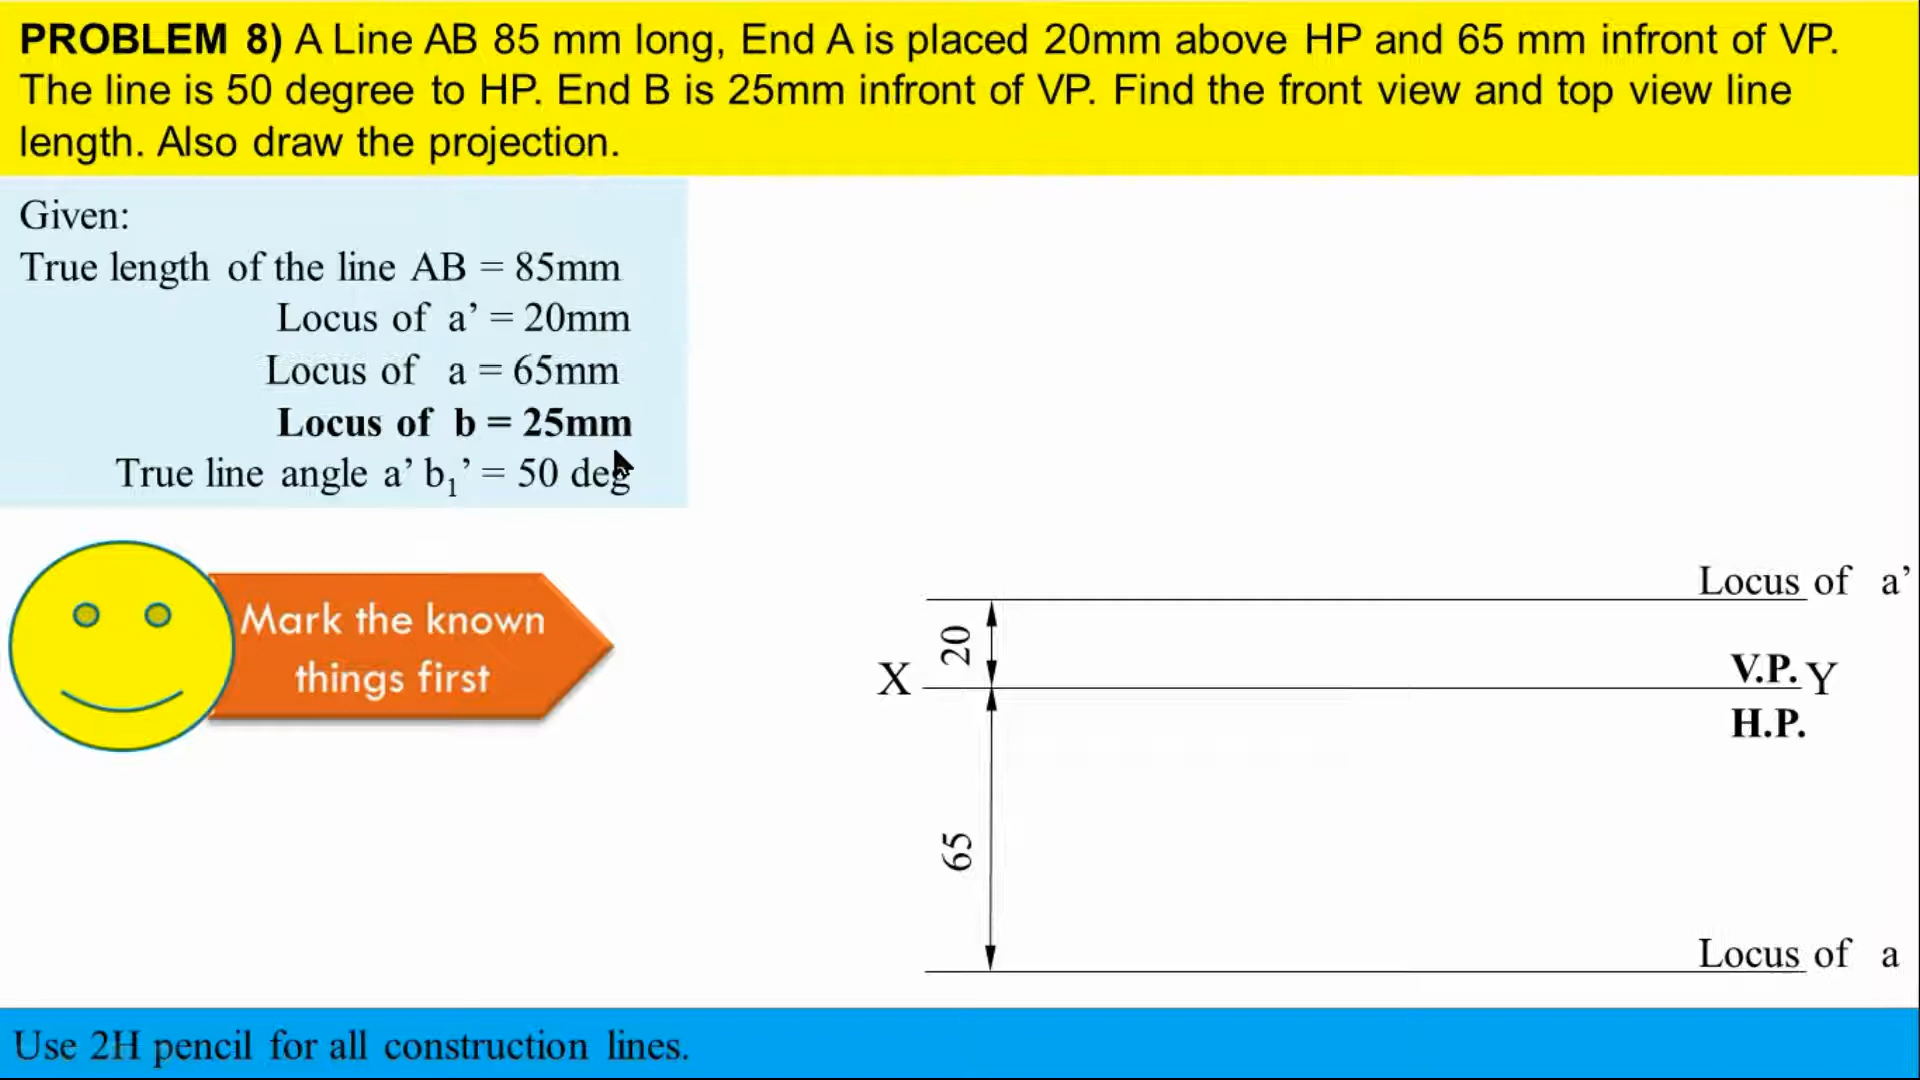 PROBLEM 8) A Line AB 85 mm long, End A is placed 20mm above HP and 65 mm infront of VP.
The line is 50 degree to HP. End B is 25mm infront of VP. Find the front view and top view line
length. Also draw the projection.
Given:
True length of the line AB = 85mm
Locus of a’ = 20mm
Locus of a = 65mm
Locus of b = 25mm
True line angle a’ b₁’ = 50 deg
Mark the known
things first
Locus of a’
20
X
V.P.
Y
H.P.
65
Locus of a
Use 2H pencil for all construction lines.